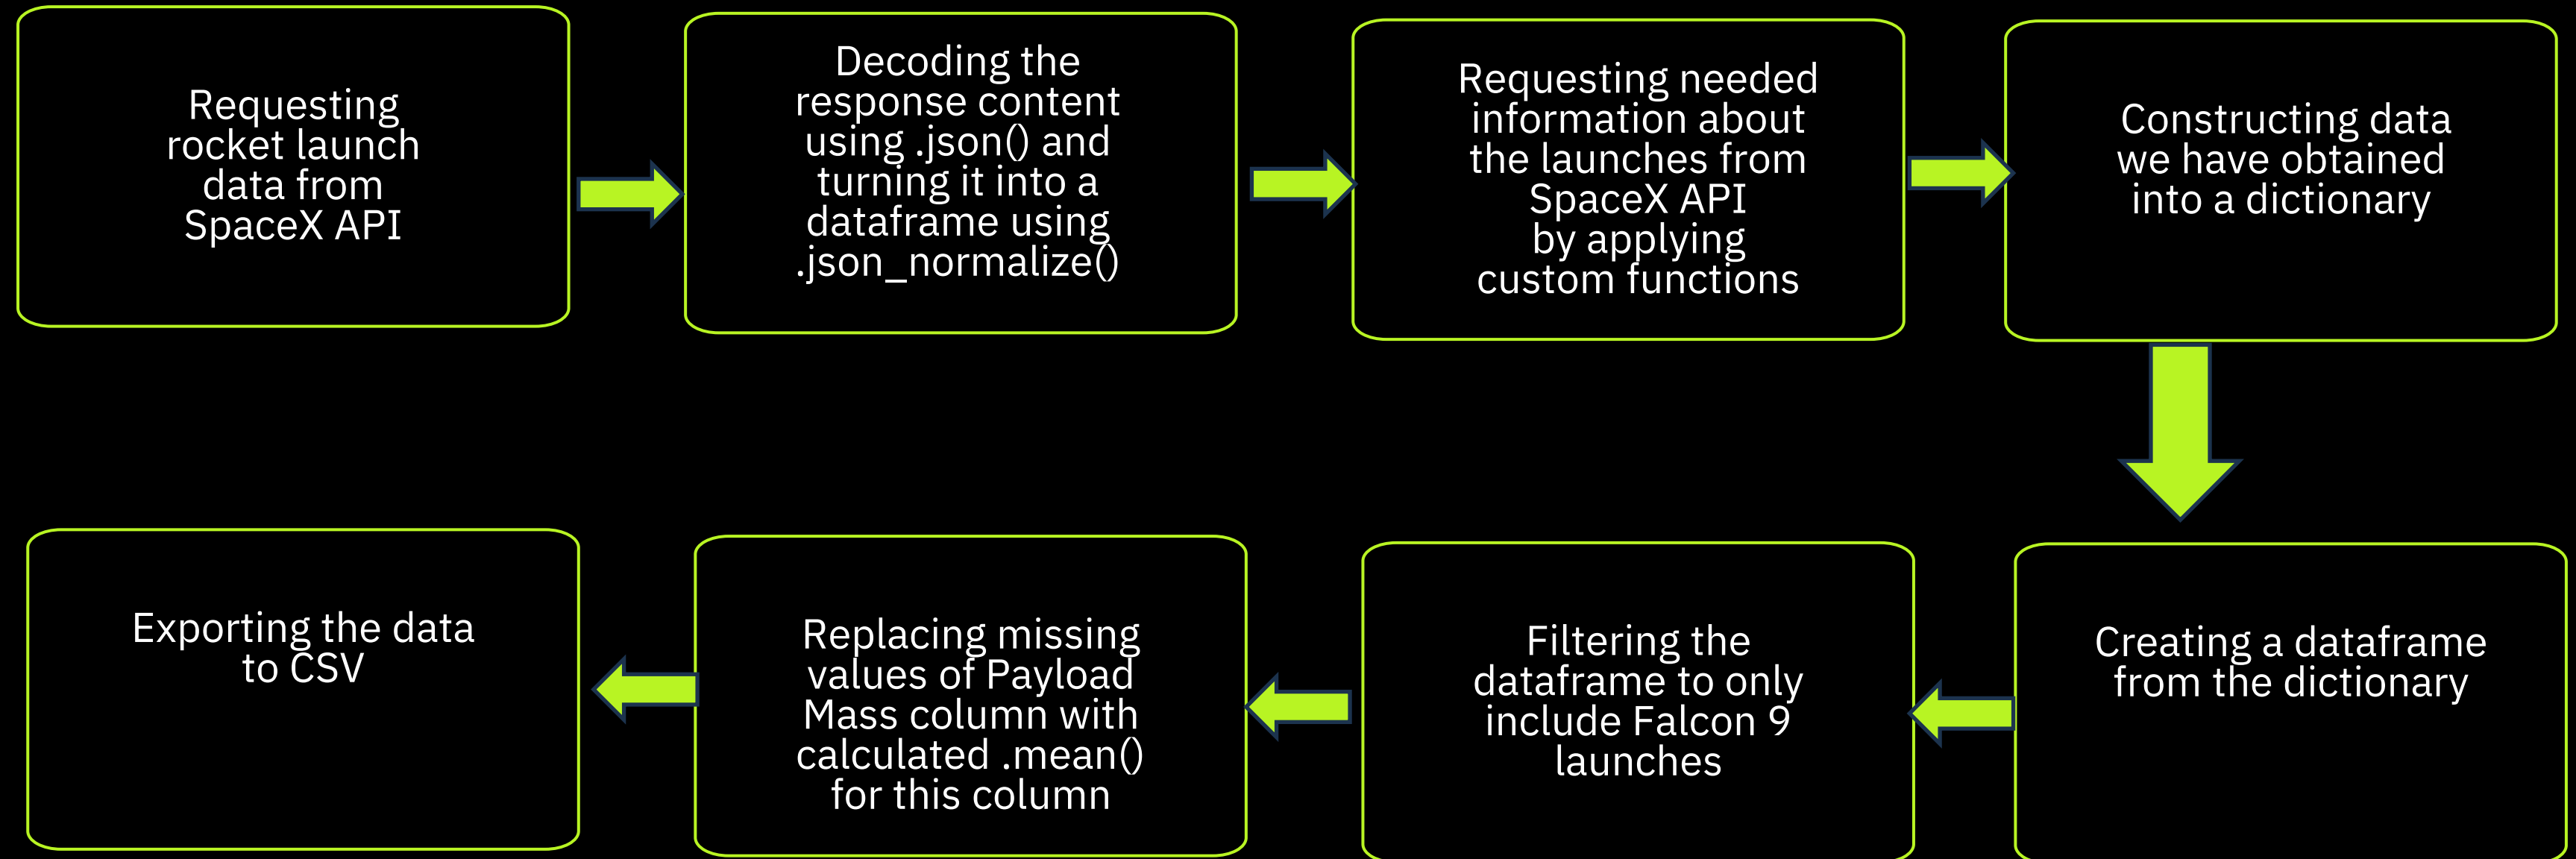 Requesting
rocket launch
data from
SpaceX API
Decoding the
response content
using .json() and
turning it into a
dataframe using
.json_normalize()
Requesting needed
information about
the launches from
SpaceX API
by applying
custom functions
Constructing data
we have obtained
into a dictionary
Creating a dataframe
from the dictionary
Filtering the
dataframe to only
include Falcon 9
launches
Replacing missing
values of Payload
Mass column with
calculated .mean()
for this column
Exporting the data
to CSV